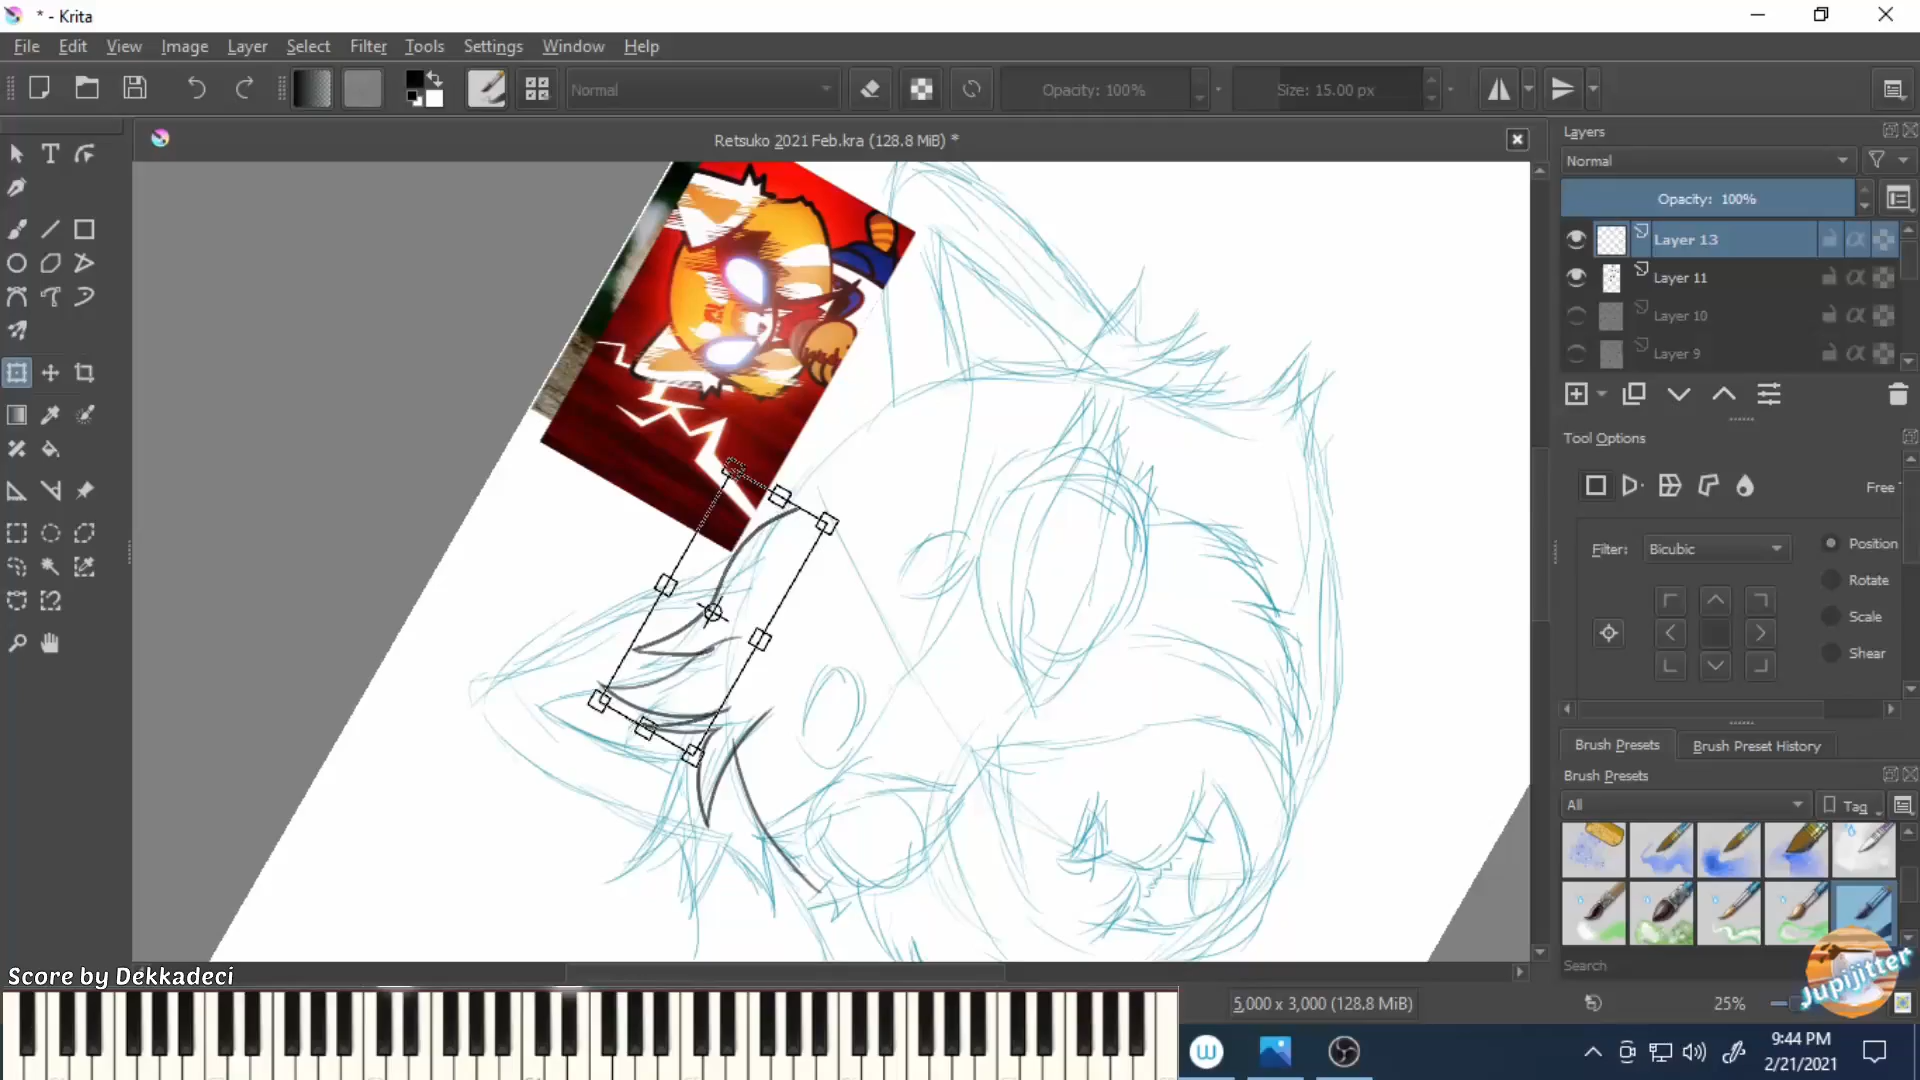 * - Krita
File Edit View Image Layer Select Filter Tools Settings Window Help
Normal
Opacity: 100%
Size: 15.00 px
Retsuko 2021 Feb.kra (128.8 MiB) *
Layers
Normal
Opacity: 100%
Layer 13
Layer 11
Layer 10
Layer 9
Tool Options
Free
Filter: Bicubic
Position
Rotate
Scale
Shear
Brush Presets
Brush Preset History
Brush Presets
All
Tag
Search
Jupijitter
Score by Dekkadeci
5,000 x 3,000 (128.8 MiB)
25%
9:44 PM
2/21/2021